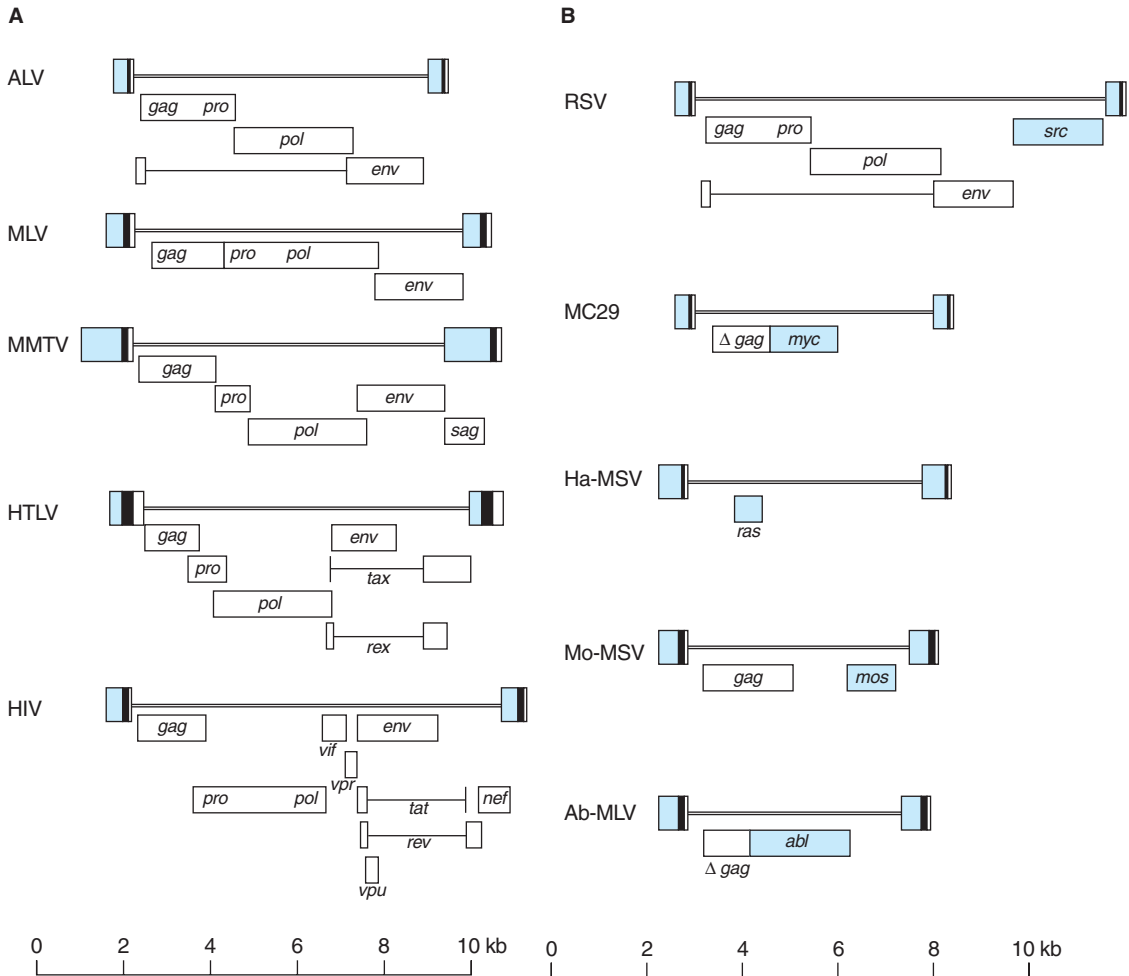 A
ALV
gag pro
pol
env
MLV
gag pro pol
env
MMTV
gag
pro env
pol sag
HTLV
gag env
pro
tax
pol
rex
HIV
gag env
vif
vpr
pro pol nef
tat
rev
vpu
0 2 4 6 8 10 kb
B
RSV
gag pro src
pol
env
MC29
Δ gag myc
Ha-MSV
ras
Mo-MSV
gag mos
Ab-MLV
abl
Δ gag
0 2 4 6 8 10 kb